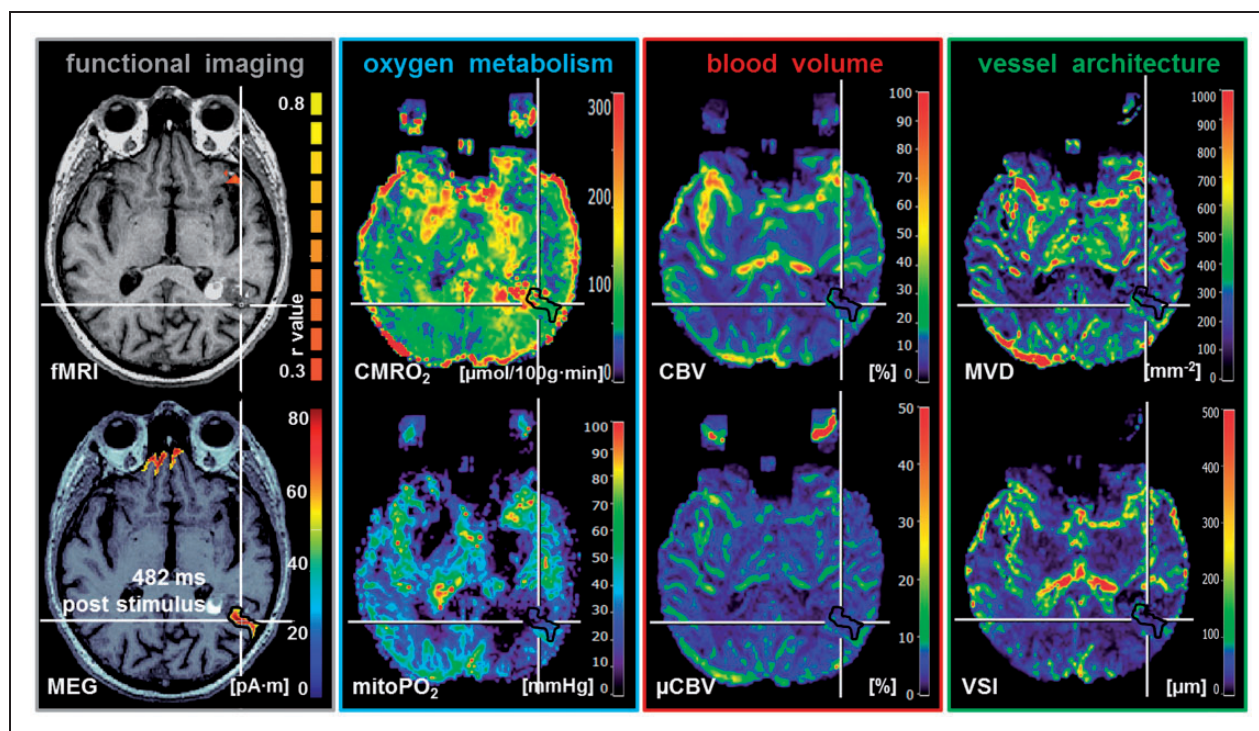 functional imaging
0.8
r value
0.3
fMRI
80
60
40
20
0
482 ms
post stimulus
MEG
[pA·m]
oxygen metabolism
300
200
100
0
CMRO₂
[µmol/100g·min]
100
90
80
70
60
50
40
30
20
10
0
mitoPO₂
[mmHg]
blood volume
100
90
80
70
60
50
40
30
20
10
0
CBV
[%]
50
40
30
20
10
0
µCBV
[%]
vessel architecture
1000
900
800
700
600
500
400
300
200
100
0
MVD
[mm⁻²]
500
400
300
200
100
0
VSI
[µm]